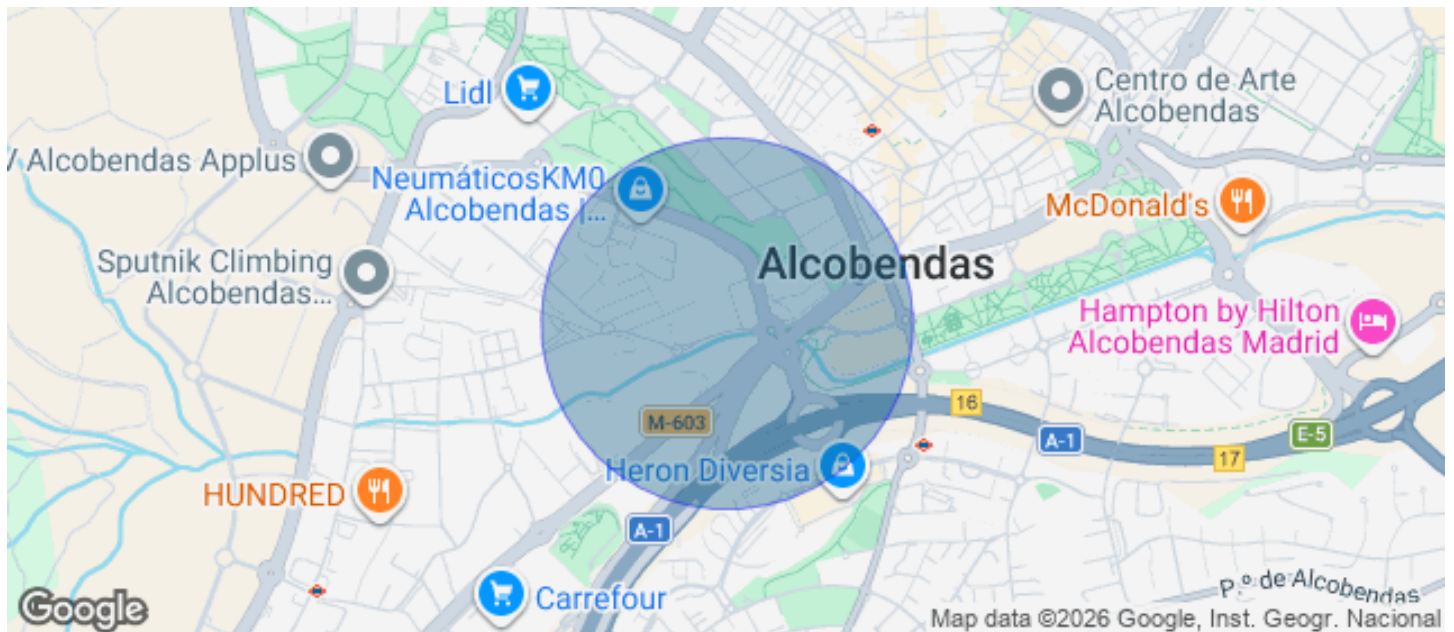 Lidl
Centro de Arte
Alcobendas
V Alcobendas Applus
NeumáticosKM0
Alcobendas |...
McDonald's
Sputnik Climbing
Alcobendas...
Alcobendas
Hampton by Hilton
Alcobendas Madrid
M-603
16
A-1
E-5
17
Heron Diversia
HUNDRED
A-1
Carrefour
P.º de Alcobendas
Google
Map data ©2026 Google, Inst. Geogr. Nacional